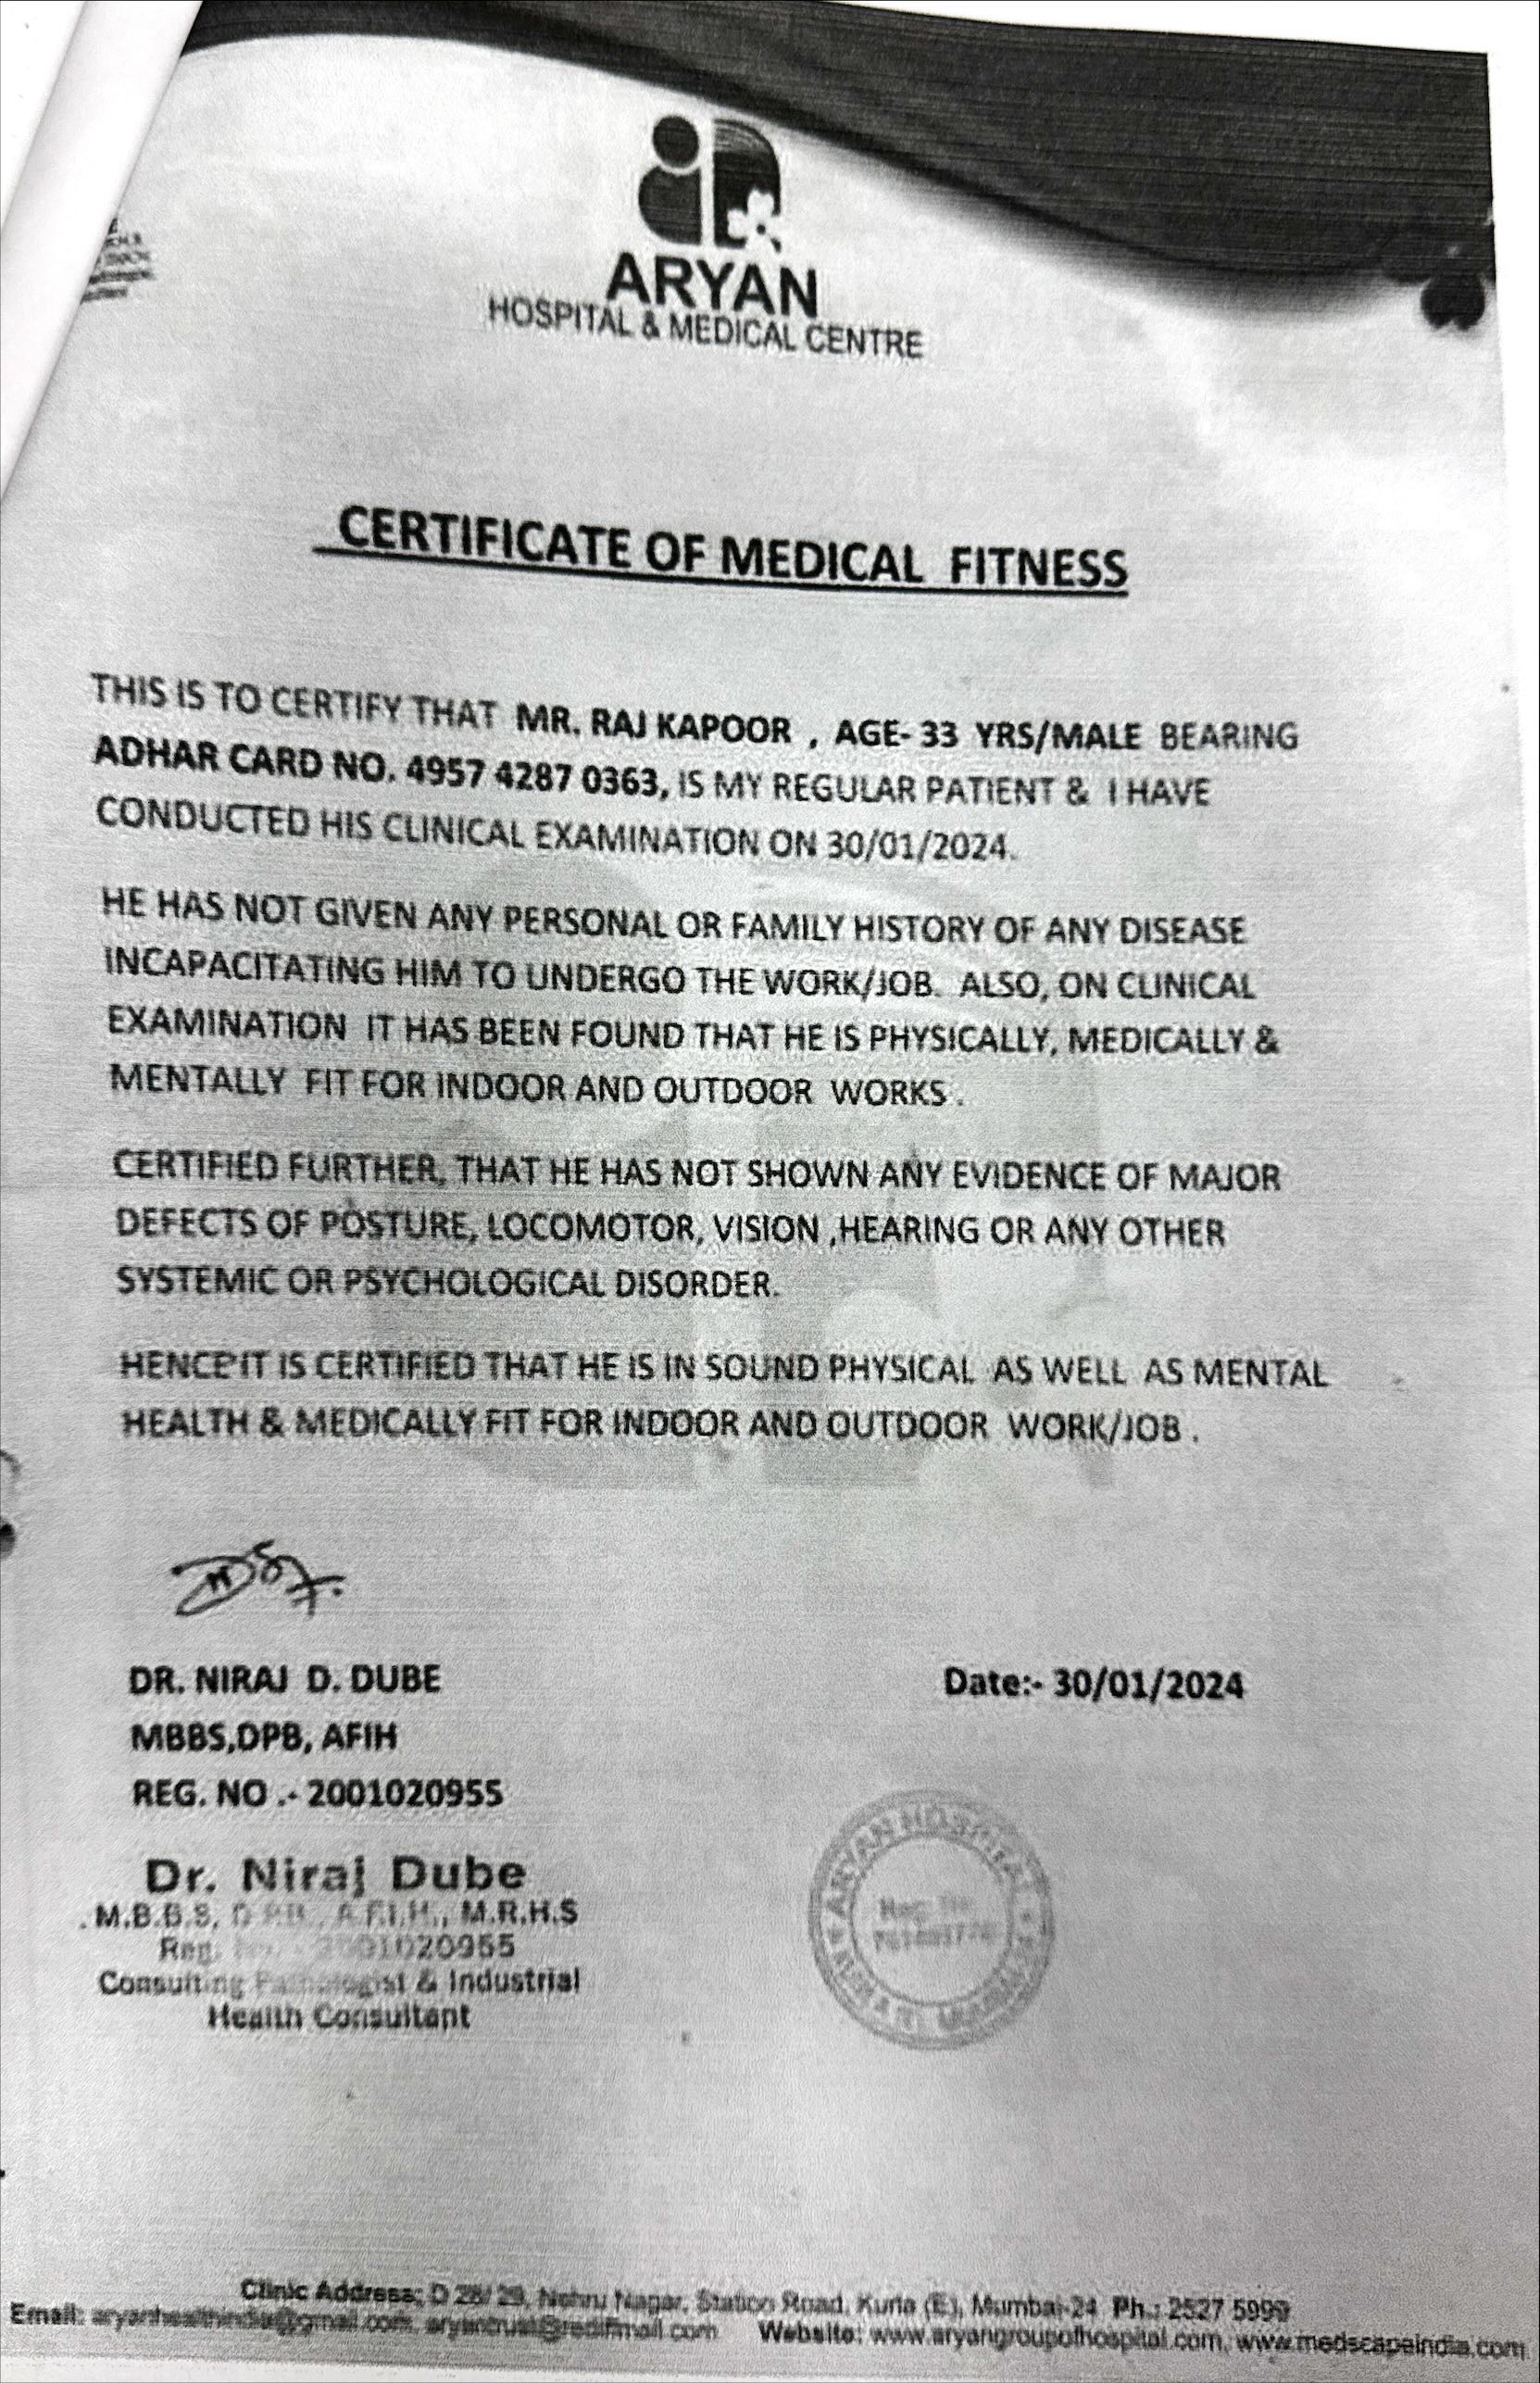 ARYAN
HOSPITAL & MEDICAL CENTRE
CERTIFICATE OF MEDICAL FITNESS
THIS IS TO CERTIFY THAT MR. RAJ KAPOOR , AGE- 33 YRS/MALE BEARING
ADHAR CARD NO. 4957 4287 0363, IS MY REGULAR PATIENT & I HAVE
CONDUCTED HIS CLINICAL EXAMINATION ON 30/01/2024.
HE HAS NOT GIVEN ANY PERSONAL OR FAMILY HISTORY OF ANY DISEASE
INCAPACITATING HIM TO UNDERGO THE WORK/JOB. ALSO, ON CLINICAL
EXAMINATION IT HAS BEEN FOUND THAT HE IS PHYSICALLY, MEDICALLY &
MENTALLY FIT FOR INDOOR AND OUTDOOR WORKS .
CERTIFIED FURTHER, THAT HE HAS NOT SHOWN ANY EVIDENCE OF MAJOR
DEFECTS OF POSTURE, LOCOMOTOR, VISION ,HEARING OR ANY OTHER
SYSTEMIC OR PSYCHOLOGICAL DISORDER.
HENCE IT IS CERTIFIED THAT HE IS IN SOUND PHYSICAL AS WELL AS MENTAL
HEALTH & MEDICALLY FIT FOR INDOOR AND OUTDOOR WORK/JOB .
DR. NIRAJ D. DUBE
Date:- 30/01/2024
MBBS,DPB, AFIH
REG. NO .- 2001020955
Dr. Niraj Dube
M.B.B.S, D.P.B., A.F.I.H., M.R.H.S
Reg. No. - 2001020955
Consulting Pathologist & Industrial
Health Consultant
ARYAN HOSPITAL
Clinic Address; D 28/ 29, Nehru Nagar, Station Road, Kurla (E), Mumbai-24 Ph.: 2527 5999
Email: aryanhealthindia@gmail.com, aryantrust@rediffmail.com Website: www.aryangroupofhospital.com, www.medscapeindia.com